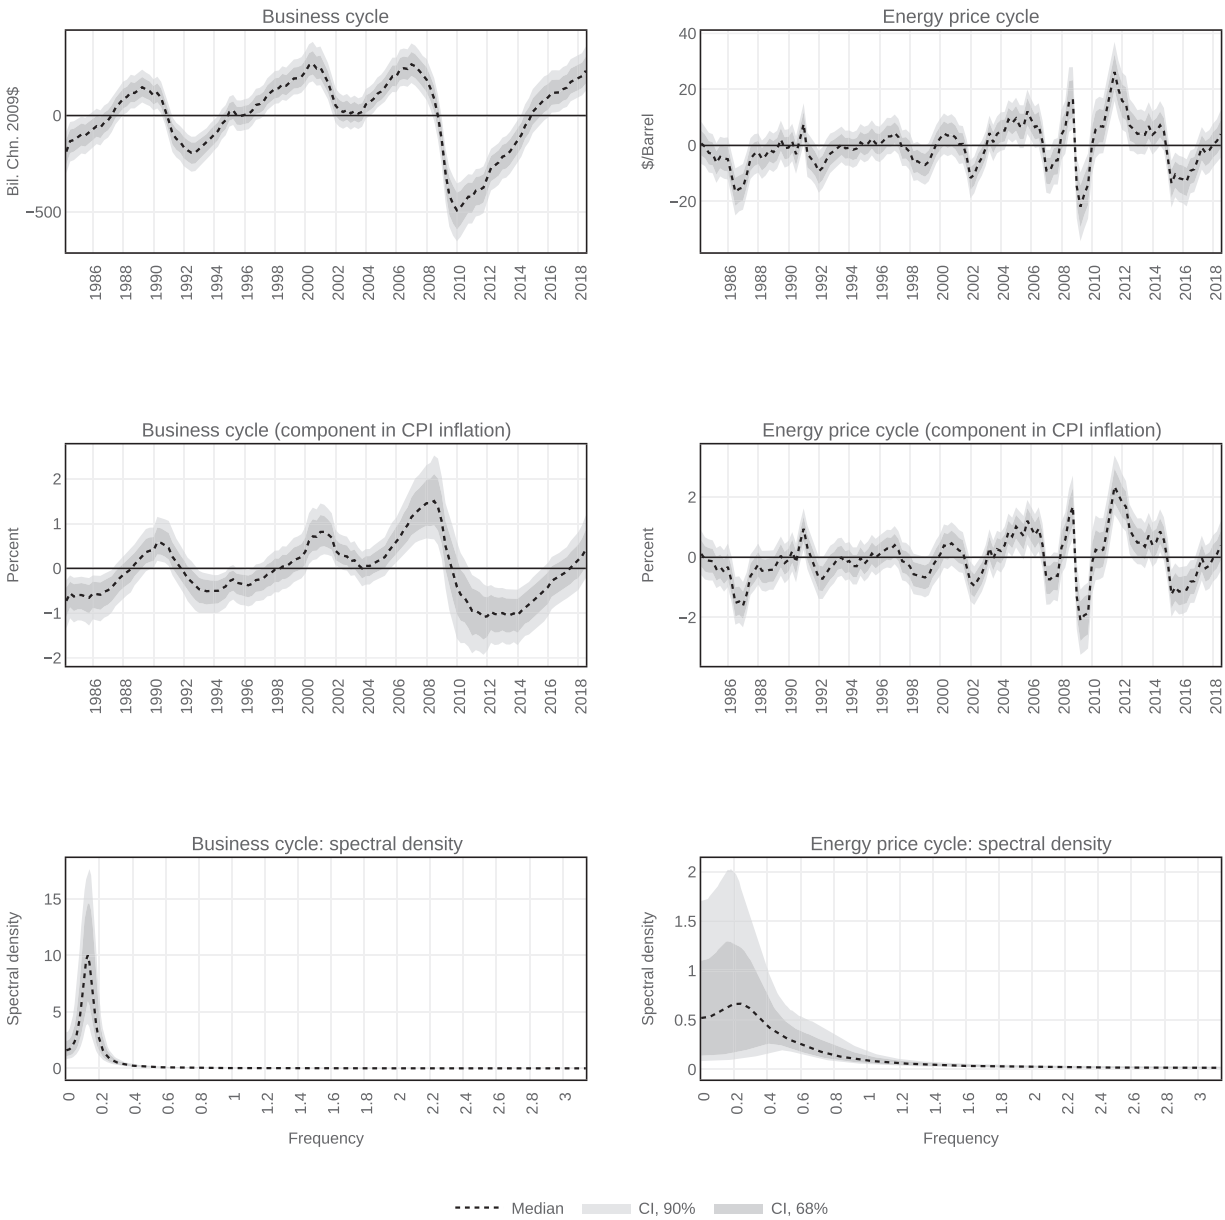 Business cycle
Energy price cycle
Bil. Chn. 2009$
0
−500
1986 1988 1990 1992 1994 1996 1998 2000 2002 2004 2006 2008 2010 2012 2014 2016 2018
$/Barrel
40
20
0
−20
1986 1988 1990 1992 1994 1996 1998 2000 2002 2004 2006 2008 2010 2012 2014 2016 2018
Business cycle (component in CPI inflation)
Energy price cycle (component in CPI inflation)
Percent
2
1
0
−1
−2
1986 1988 1990 1992 1994 1996 1998 2000 2002 2004 2006 2008 2010 2012 2014 2016 2018
Percent
2
0
−2
1986 1988 1990 1992 1994 1996 1998 2000 2002 2004 2006 2008 2010 2012 2014 2016 2018
Business cycle: spectral density
Energy price cycle: spectral density
Spectral density
15
10
5
0
0 0.2 0.4 0.6 0.8 1 1.2 1.4 1.6 1.8 2 2.2 2.4 2.6 2.8 3
Frequency
Spectral density
2
1.5
1
0.5
0
0 0.2 0.4 0.6 0.8 1 1.2 1.4 1.6 1.8 2 2.2 2.4 2.6 2.8 3
Frequency
Median CI, 90% CI, 68%